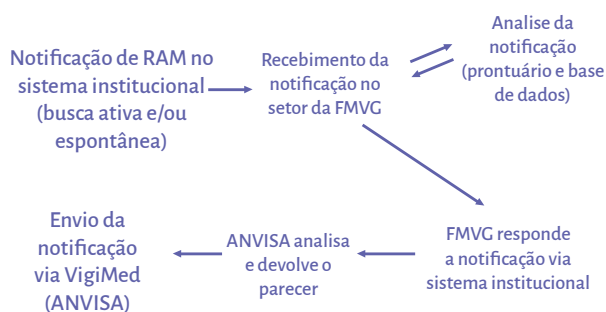 Notificação de RAM no
sistema institucional
(busca ativa e/ou
espontânea)
Recebimento da
notificação no
setor da FMVG
Analise da
notificação
(prontuário e base
de dados)
Envio da
notificação
via VigiMed
(ANVISA)
ANVISA analisa
e devolve o
parecer
FMVG responde
a notificação via
sistema institucional